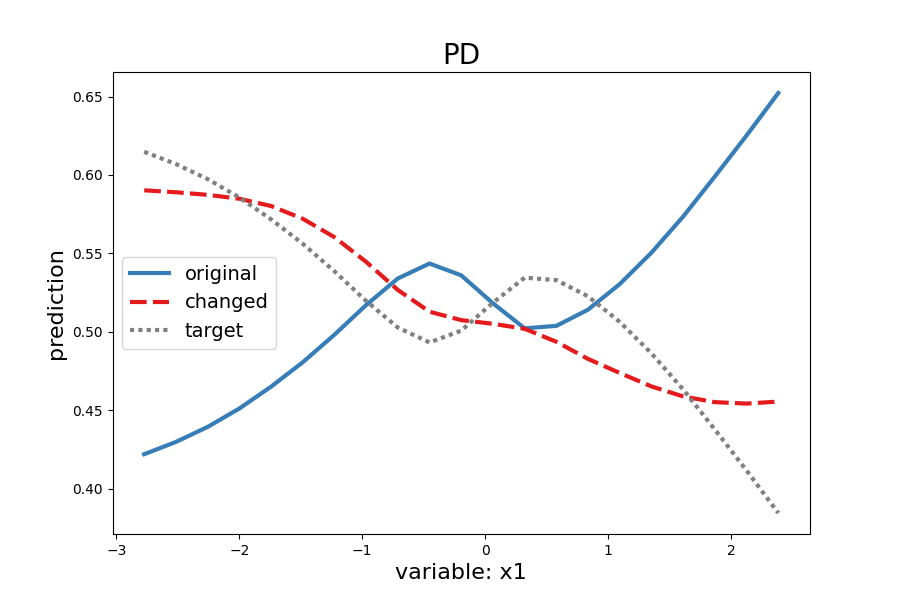 PD
0.65
0.60
0.55
0.50
0.45
0.40
prediction
original
changed
target
−3
−2
−1
0
1
2
variable: x1